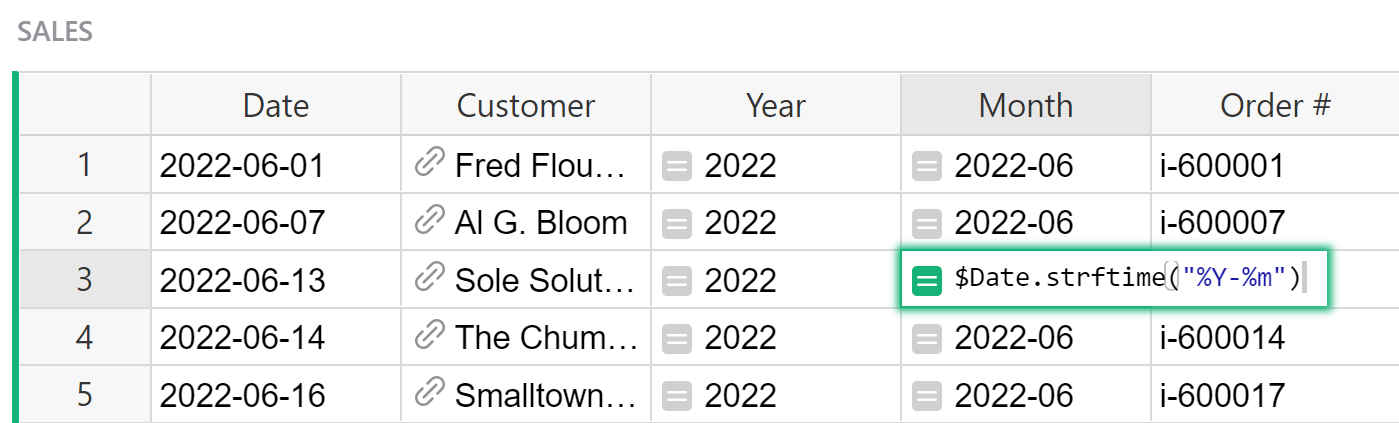 SALES
Date Customer Year Month Order #
1 2022-06-01 Fred Flou… 2022 2022-06 i-600001
2 2022-06-07 Al G. Bloom 2022 2022-06 i-600007
3 2022-06-13 Sole Solut… 2022 $Date.strftime("%Y-%m")
4 2022-06-14 The Chum… 2022 2022-06 i-600014
5 2022-06-16 Smalltown… 2022 2022-06 i-600017